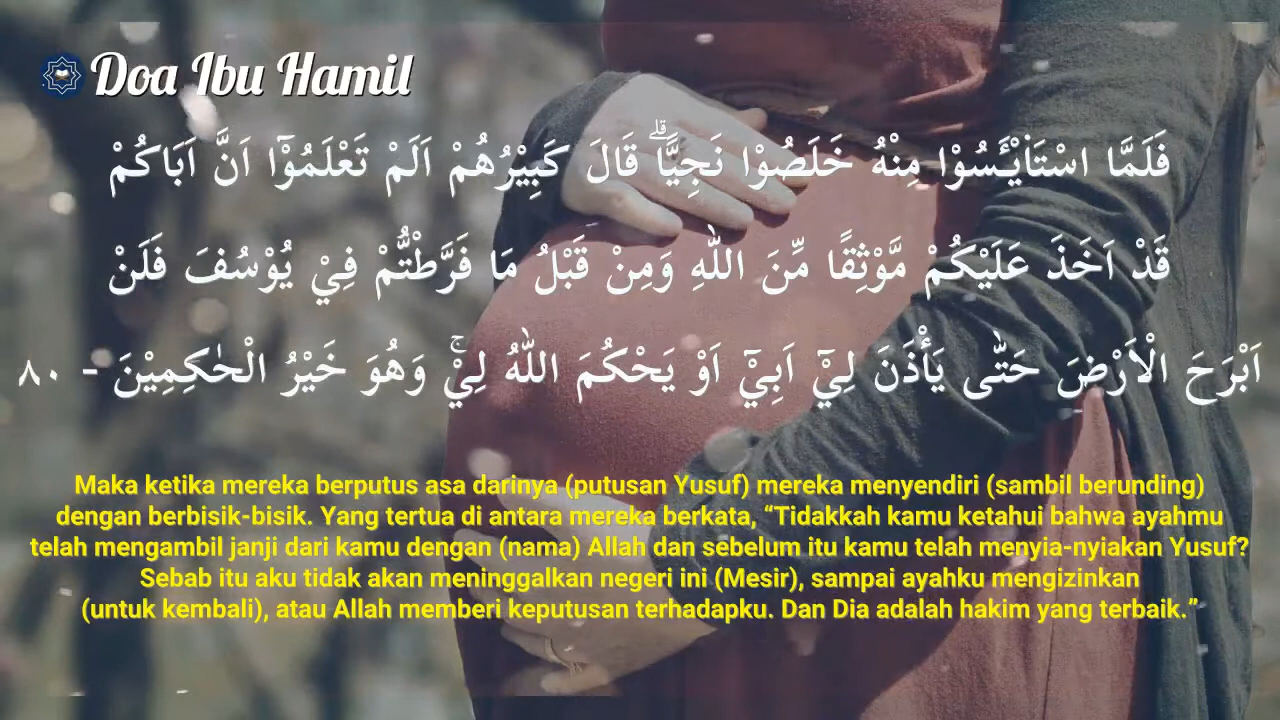 Doa Ibu Hamil
فَلَمَّا اسْتَا۟يْـَٔسُوْا مِنْهُ خَلَصُوْا نَجِيًّاۗ قَالَ كَبِيْرُهُمْ اَلَمْ تَعْلَمُوْٓا اَنَّ اَبَاكُمْ
قَدْ اَخَذَ عَلَيْكُمْ مَّوْثِقًا مِّنَ اللّٰهِ وَمِنْ قَبْلُ مَا فَرَّطْتُّمْ فِيْ يُوْسُفَ فَلَنْ
اَبْرَحَ الْاَرْضَ حَتّٰى يَأْذَنَ لِيْٓ اَبِيْٓ اَوْ يَحْكُمَ اللّٰهُ لِيْۚ وَهُوَ خَيْرُ الْحٰكِمِيْنَ - ٨٠
Maka ketika mereka berputus asa darinya (putusan Yusuf) mereka menyendiri (sambil berunding)
dengan berbisik-bisik. Yang tertua di antara mereka berkata, “Tidakkah kamu ketahui bahwa ayahmu
telah mengambil janji dari kamu dengan (nama) Allah dan sebelum itu kamu telah menyia-nyiakan Yusuf?
Sebab itu aku tidak akan meninggalkan negeri ini (Mesir), sampai ayahku mengizinkan
(untuk kembali), atau Allah memberi keputusan terhadapku. Dan Dia adalah hakim yang terbaik.”